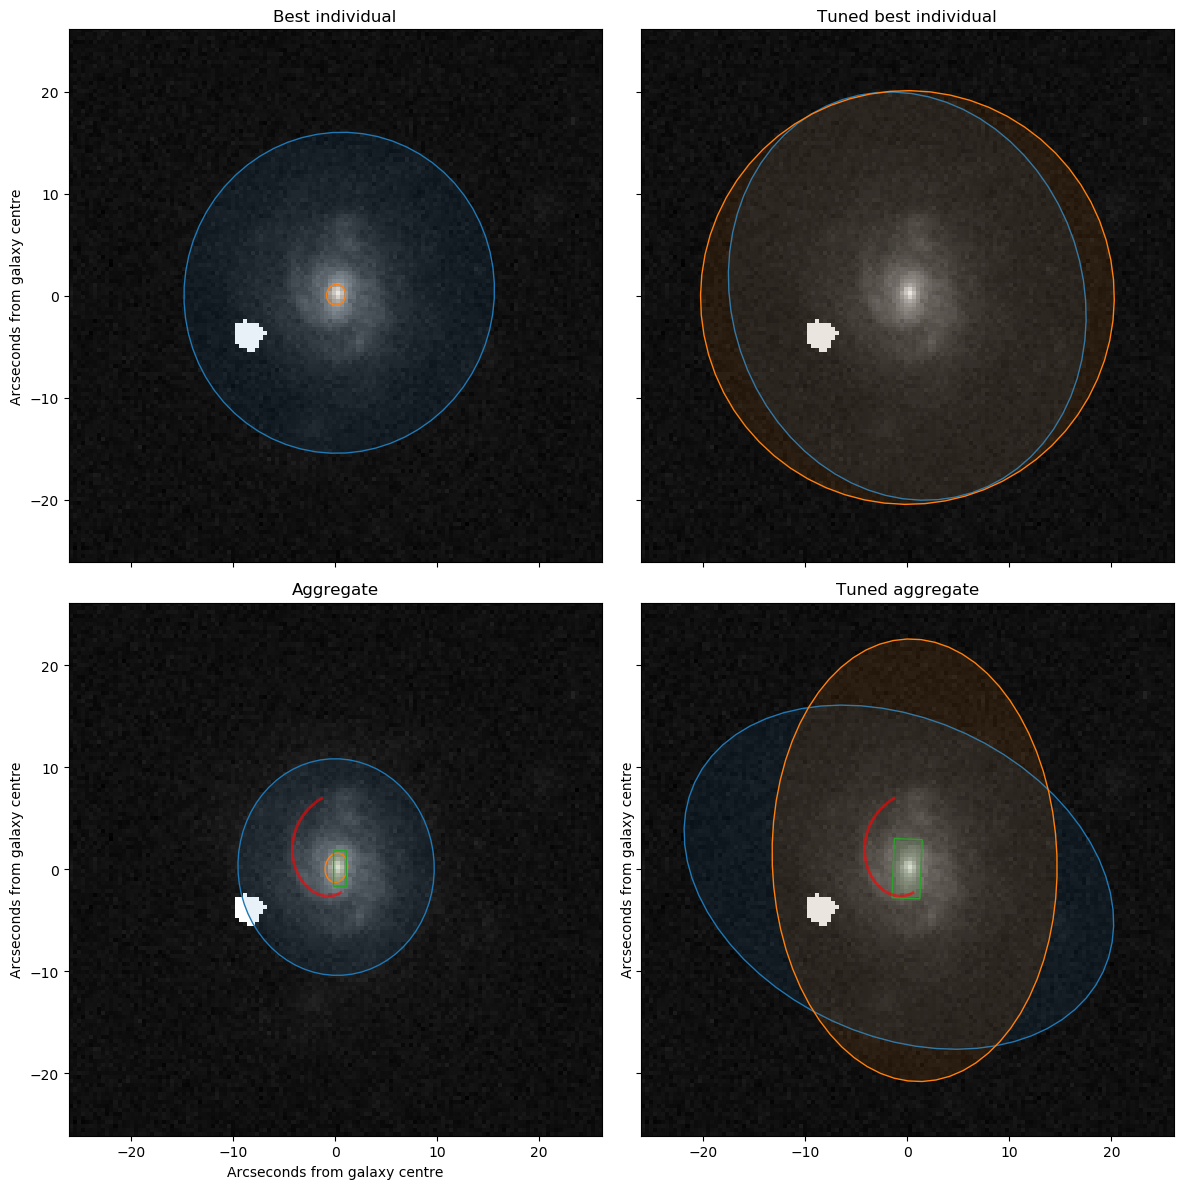 Best individual
Tuned best individual
20
10
0
−10
−20
Arcseconds from galaxy centre
Aggregate
Tuned aggregate
20
10
0
−10
−20
Arcseconds from galaxy centre
Arcseconds from galaxy centre
−20 −10 0 10 20
−20 −10 0 10 20
Arcseconds from galaxy centre